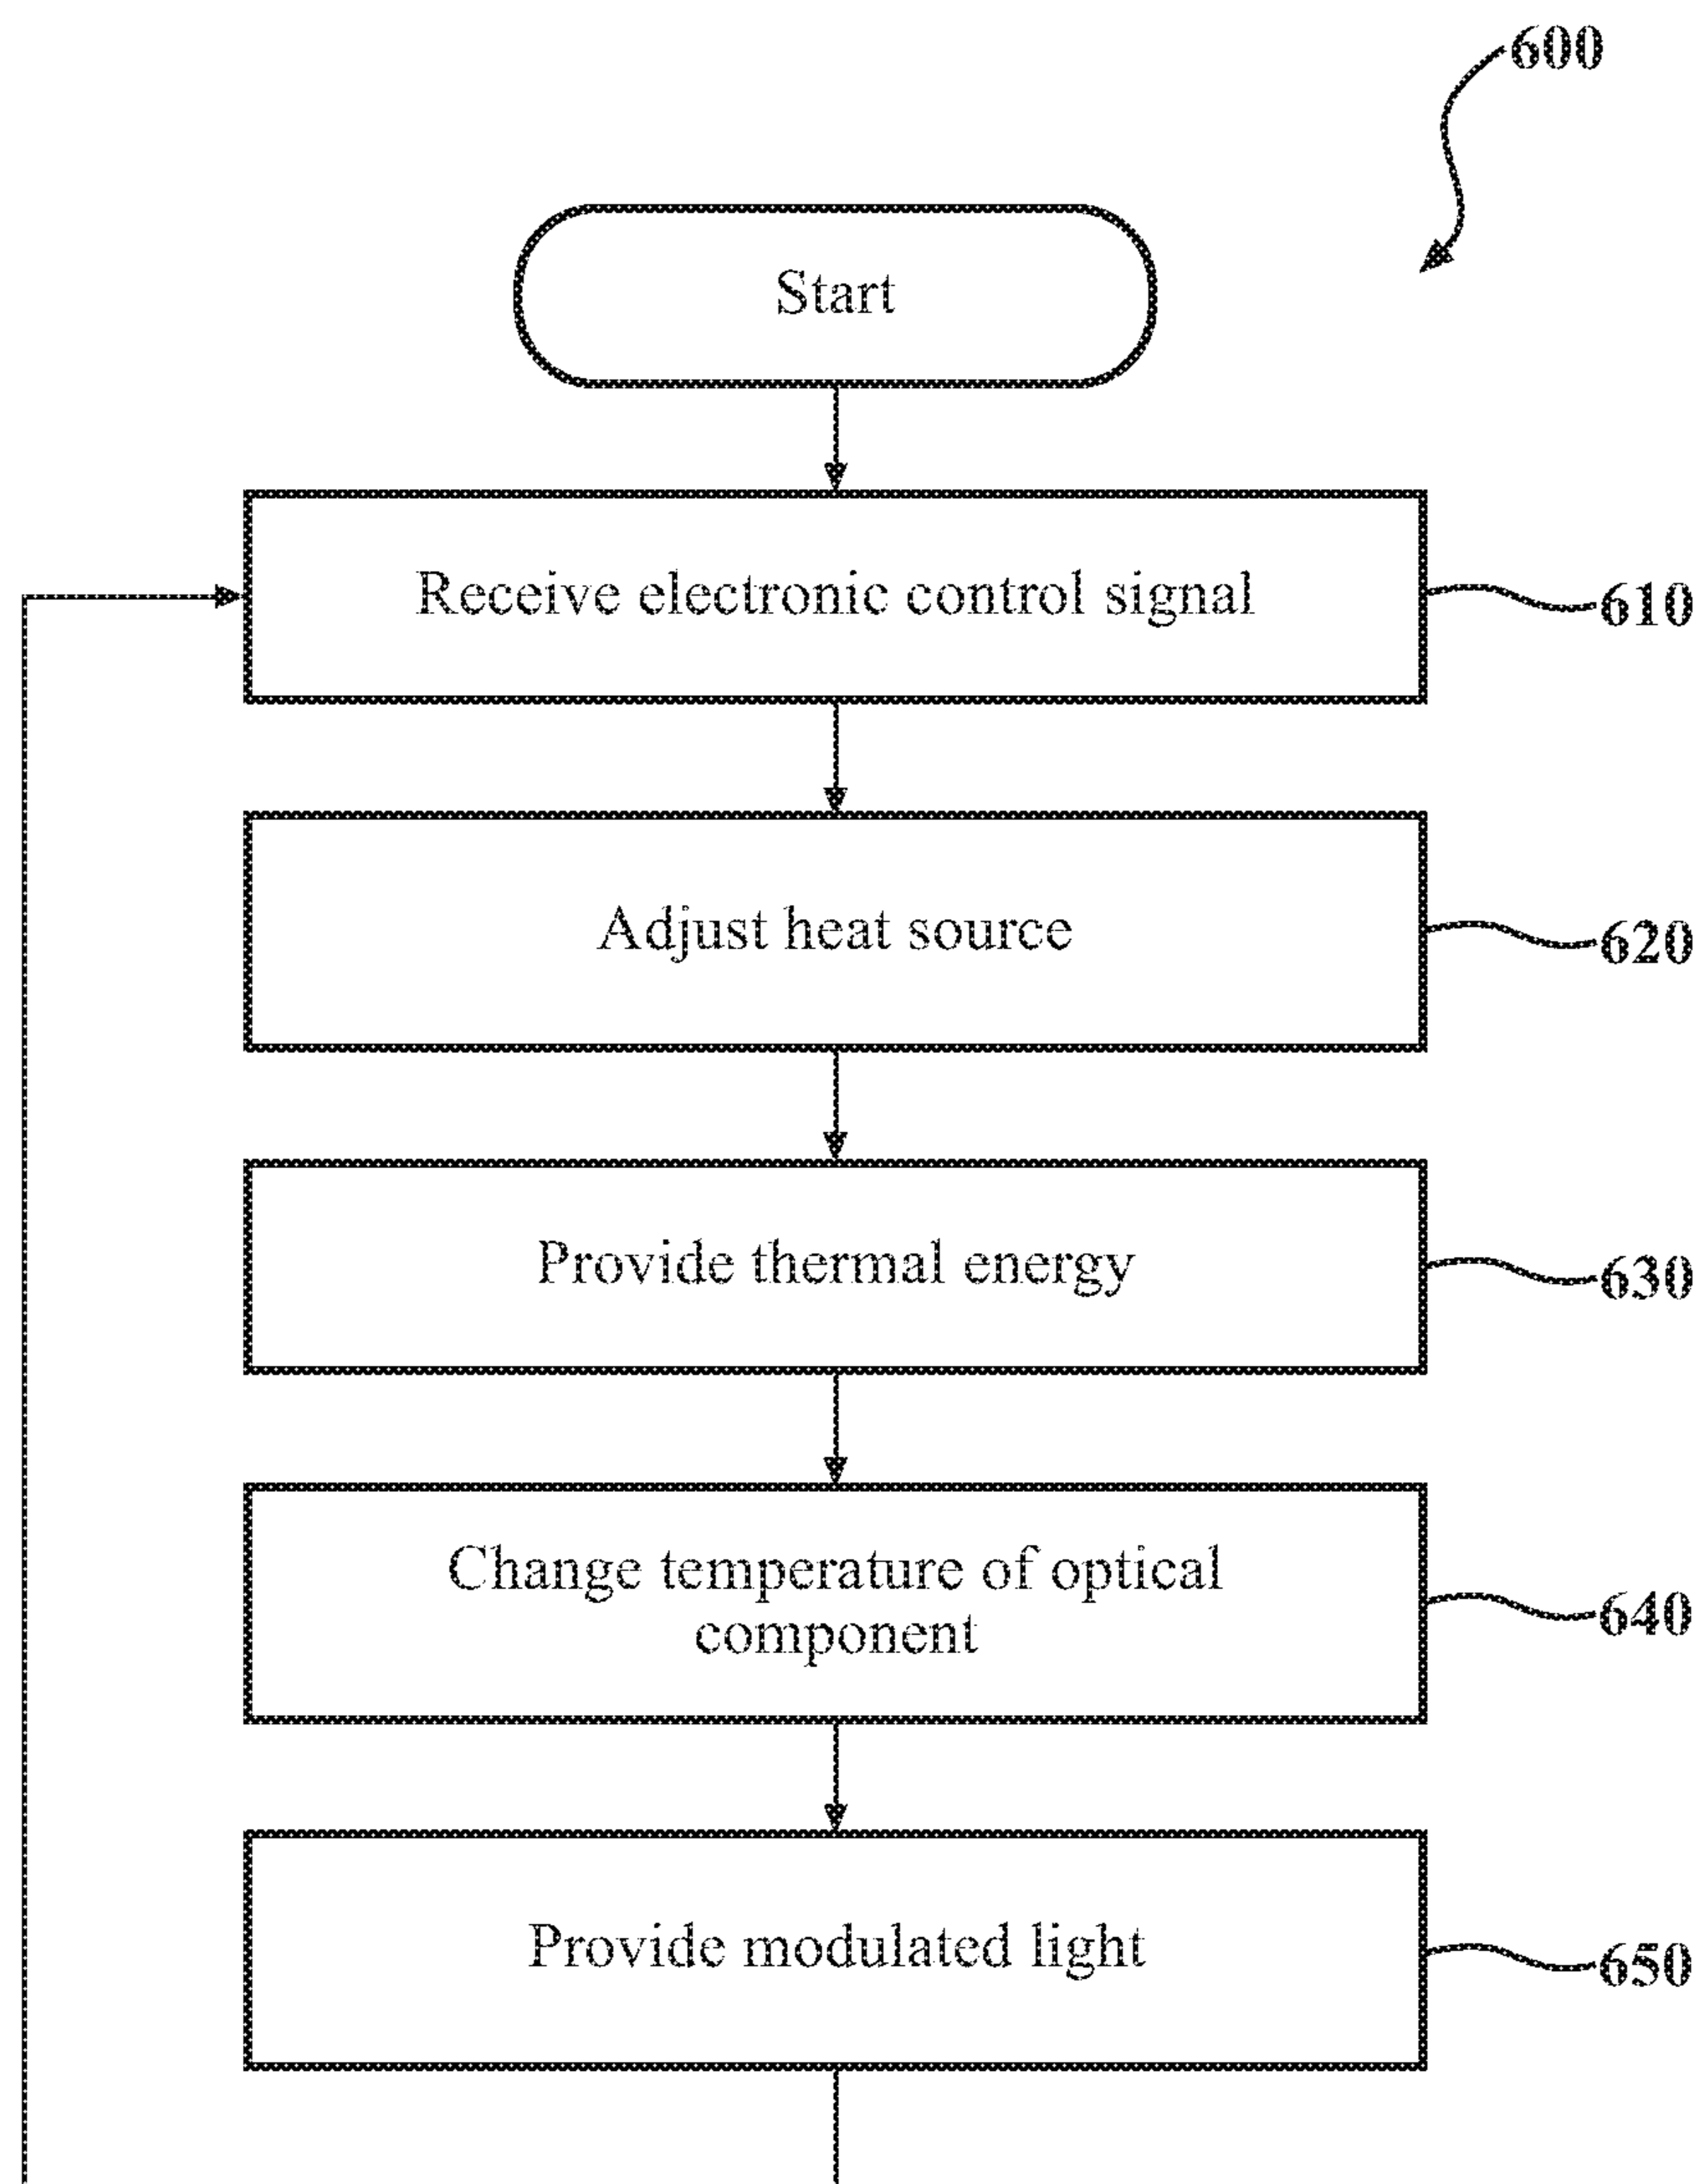 600
Start
Receive electronic control signal
610
Adjust heat source
620
Provide thermal energy
630
Change temperature of optical
component
640
Provide modulated light
650